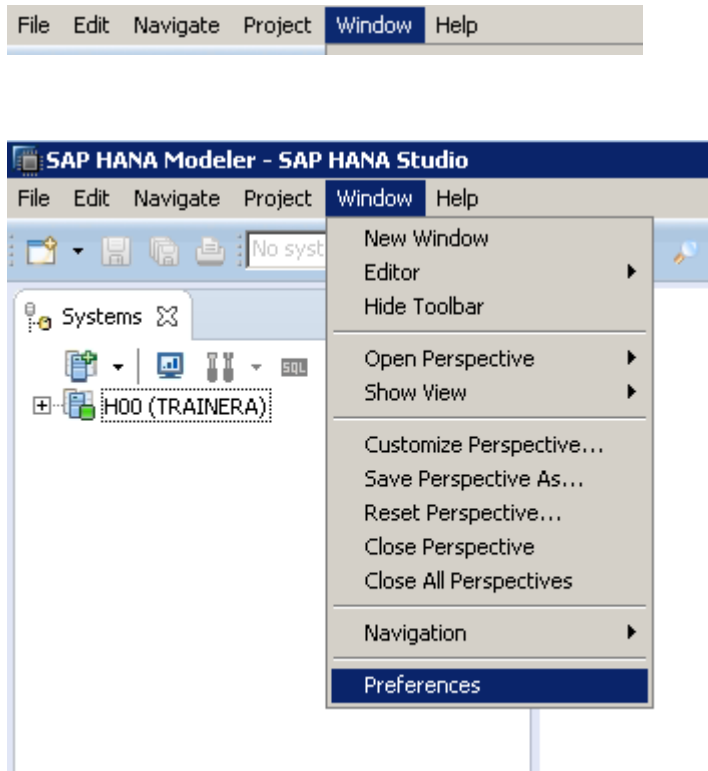 File Edit Navigate Project Window Help
SAP HANA Modeler - SAP HANA Studio
File Edit Navigate Project Window Help
No syst
New Window
Editor
Hide Toolbar
Systems
SQL
Open Perspective
Show View
H00 (TRAINERA)
Customize Perspective...
Save Perspective As...
Reset Perspective...
Close Perspective
Close All Perspectives
Navigation
Preferences